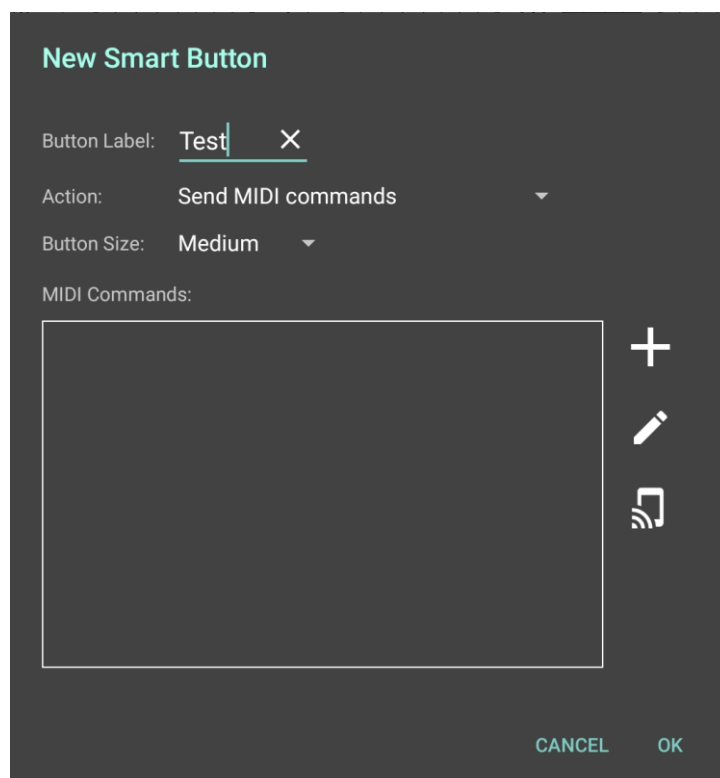 New Smart Button
Button Label: Test
Action: Send MIDI commands
Button Size: Medium
MIDI Commands:
CANCEL OK